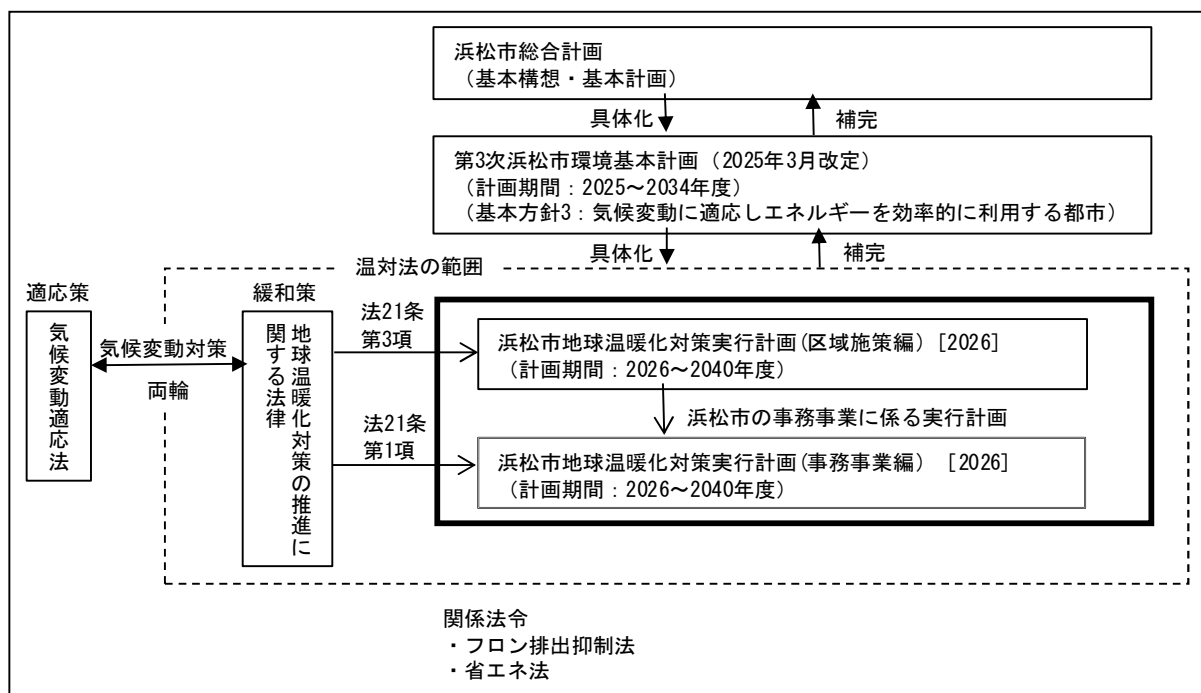 浜松市総合計画
（基本構想・基本計画）
具体化
補完
第3次浜松市環境基本計画（2025年3月改定）
（計画期間：2025～2034年度）
（基本方針3：気候変動に適応しエネルギーを効率的に利用する都市）
具体化
補完
温対法の範囲
適応策
気候変動適応法
気候変動対策
両輪
緩和策
地球温暖化対策の推進に
関する法律
法21条
第3項
浜松市地球温暖化対策実行計画(区域施策編）[2026]
（計画期間：2026～2040年度）
浜松市の事務事業に係る実行計画
法21条
第1項
浜松市地球温暖化対策実行計画(事務事業編） [2026]
（計画期間：2026～2040年度）
関係法令
・フロン排出抑制法
・省エネ法